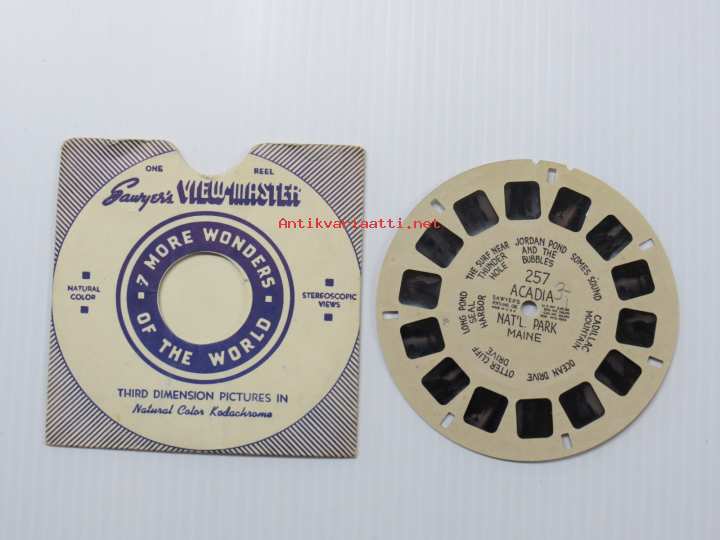 ONE REEL
Sawyer's VIEW-MASTER
7 MORE WONDERS
OF THE WORLD
NATURAL
COLOR
STEREOSCOPIC
VIEWS
THIRD DIMENSION PICTURES IN
Natural Color Kodachrome
Antikvariaatti.net
THE SURF NEAR
THUNDER
HOLE
JORDAN POND
AND THE
BUBBLES
SOMES SOUND
CADILLAC
MOUNTAIN
OCEAN DRIVE
OTTER CLIFF
DRIVE
LONG POND
SEAL
HARBOR
257
ACADIA
SAWYER'S
NAT'L. PARK
MAINE